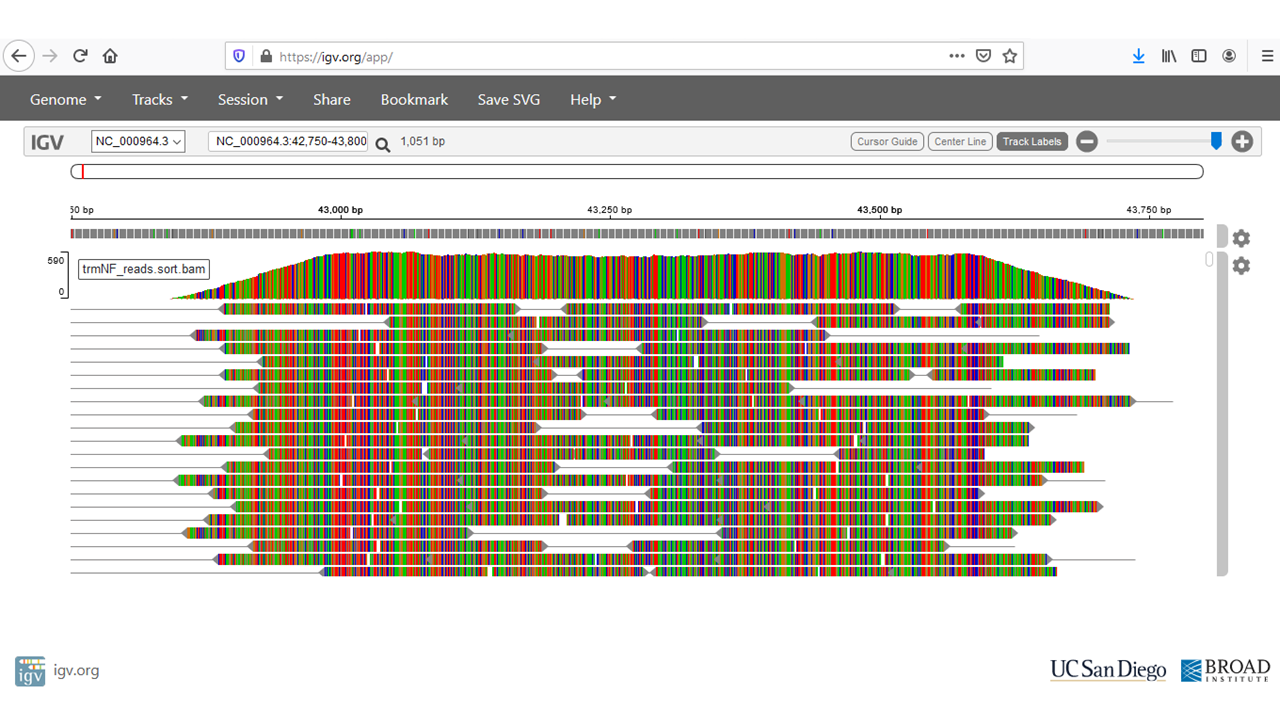 https://igv.org/app/
Genome Tracks Session Share Bookmark Save SVG Help
IGV NC_000964.3 NC_000964.3:42,750-43,800 1,051 bp Cursor Guide Center Line Track Labels
50 bp 43,000 bp 43,250 bp 43,500 bp 43,750 bp
590
trmNF_reads.sort.bam
0
igv igv.org
UC San Diego BROAD
INSTITUTE